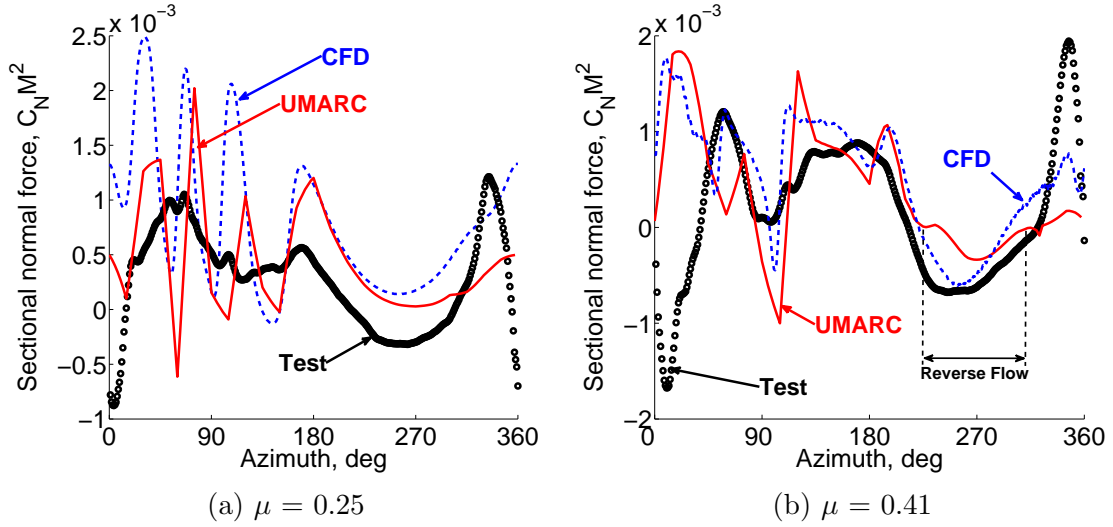 x 10⁻³
2.5
2
1.5
1
0.5
0
−0.5
−1
Sectional normal force, C_N M²
CFD
UMARC
Test
0 90 180 270 360
Azimuth, deg
(a) μ = 0.25
x 10⁻³
2
1
0
−1
−2
Sectional normal force, C_N M²
CFD
UMARC
Test
Reverse Flow
0 90 180 270 360
Azimuth, deg
(b) μ = 0.41